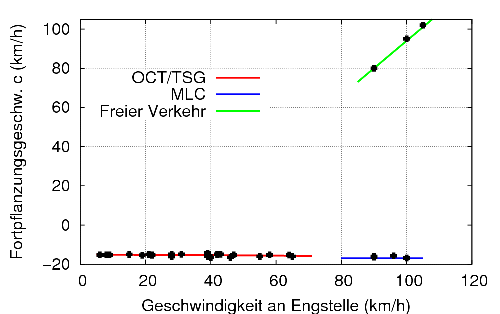 Fortpflanzungsgeschw. c (km/h)
100
80
60
40
20
0
−20
OCT/TSG
MLC
Freier Verkehr
0 20 40 60 80 100 120
Geschwindigkeit an Engstelle (km/h)